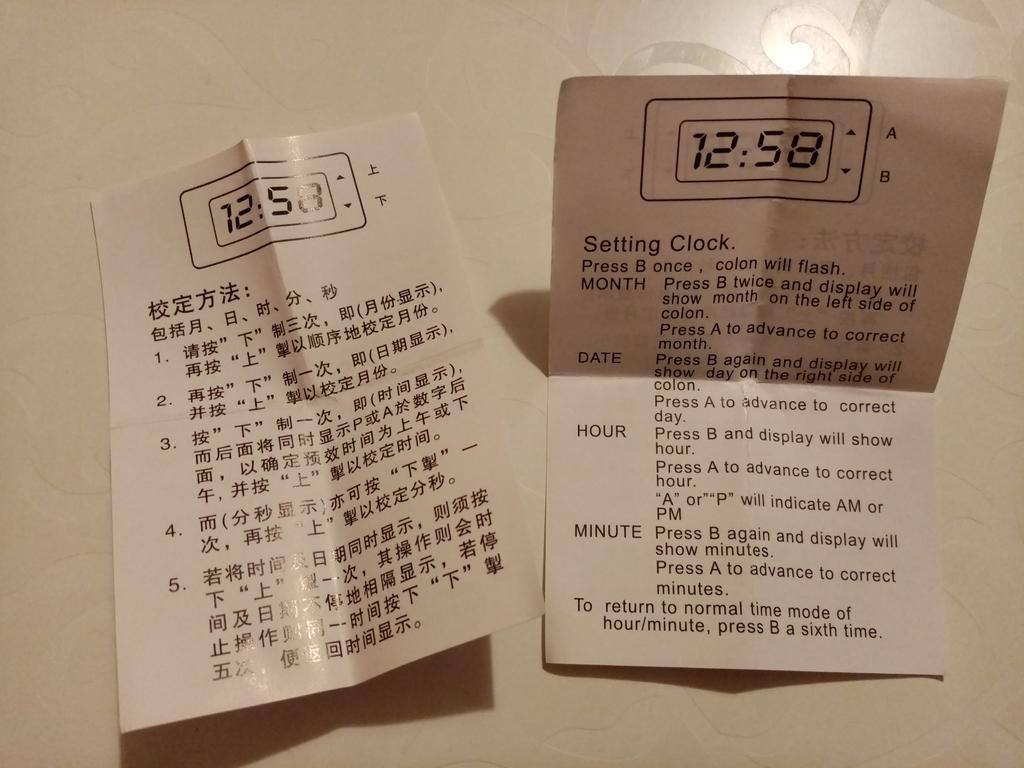 12:58
上
下
校定方法：
包括月、日、时、分、秒
1. 请按”下”制三次，即(月份显示)，
再按“上”掣以顺序地校定月份。
2. 再按”下”制一次，即(日期显示)，
并按“上”掣以校定月份。
3. 按”下”制一次，即(时间显示)，
而后面将同时显示P或A於数字后
面，以确定预效时间为上午或下
午，并按“上”掣以校定时间。
4. 而(分秒显示)亦可按“下掣”一
次，再按“上”掣以校定分秒。
5. 若将时间及日期同时显示，则须按
下“上”掣一次，其操作则会时
间及日期不停地相隔显示，若停
止操作则同一时间按下“下”掣
五次，便返回时间显示。
12:58
A
B
Setting Clock.
Press B once , colon will flash.
MONTH Press B twice and display will
show month on the left side of
colon.
Press A to advance to correct
month.
DATE Press B again and display will
show day on the right side of
colon.
Press A to advance to correct
day.
HOUR Press B and display will show
hour.
Press A to advance to correct
hour.
“A” or”“P” will indicate AM or
PM
MINUTE Press B again and display will
show minutes.
Press A to advance to correct
minutes.
To return to normal time mode of
hour/minute, press B a sixth time.